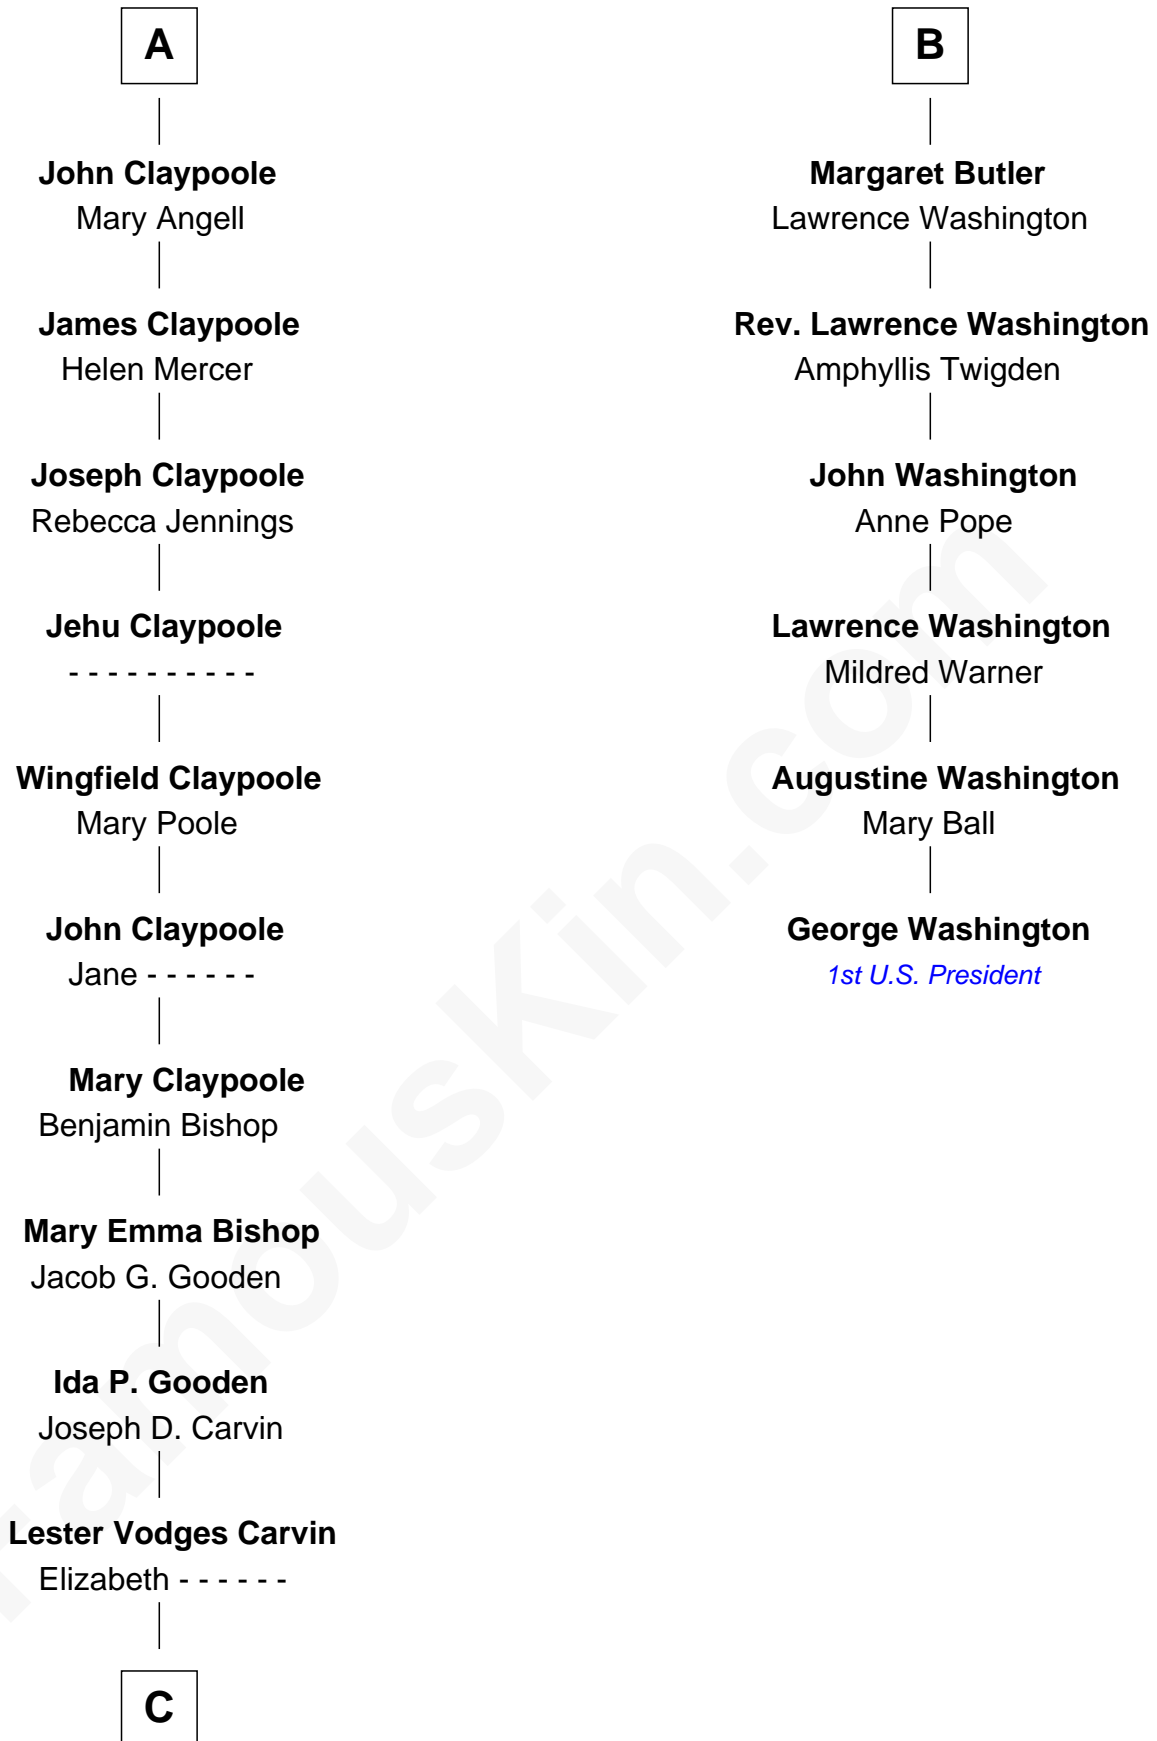 A
John Claypoole
Mary Angell
James Claypoole
Helen Mercer
Joseph Claypoole
Rebecca Jennings
Jehu Claypoole
- - - - - - - - - -
Wingfield Claypoole
Mary Poole
John Claypoole
Jane - - - - - -
Mary Claypoole
Benjamin Bishop
Mary Emma Bishop
Jacob G. Gooden
Ida P. Gooden
Joseph D. Carvin
Lester Vodges Carvin
Elizabeth - - - - - -
C
B
Margaret Butler
Lawrence Washington
Rev. Lawrence Washington
Amphyllis Twigden
John Washington
Anne Pope
Lawrence Washington
Mildred Warner
Augustine Washington
Mary Ball
George Washington
1st U.S. President
FamousKin.com